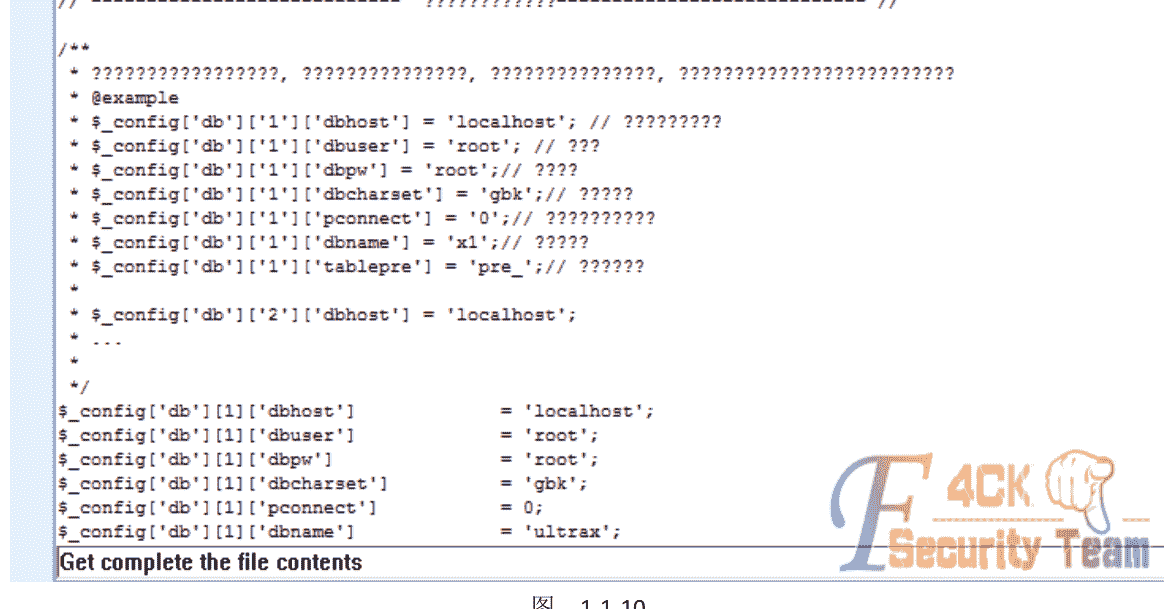 /**
 * ?????????????????, ???????????????, ???????????????, ?????????????????????????
 * @example
 * $_config['db']['1']['dbhost'] = 'localhost'; // ?????????
 * $_config['db']['1']['dbuser'] = 'root'; // ???
 * $_config['db']['1']['dbpw'] = 'root';// ????
 * $_config['db']['1']['dbcharset'] = 'gbk';// ?????
 * $_config['db']['1']['pconnect'] = '0';// ??????????
 * $_config['db']['1']['dbname'] = 'x1';// ?????
 * $_config['db']['1']['tablepre'] = 'pre_';// ??????
 *
 * $_config['db']['2']['dbhost'] = 'localhost';
 * ...
 *
 */
$_config['db'][1]['dbhost'] = 'localhost';
$_config['db'][1]['dbuser'] = 'root';
$_config['db'][1]['dbpw'] = 'root';
$_config['db'][1]['dbcharset'] = 'gbk';
$_config['db'][1]['pconnect'] = 0;
$_config['db'][1]['dbname'] = 'ultrax';
F4CK
Security Team
Get complete the file contents
图 1.1.10